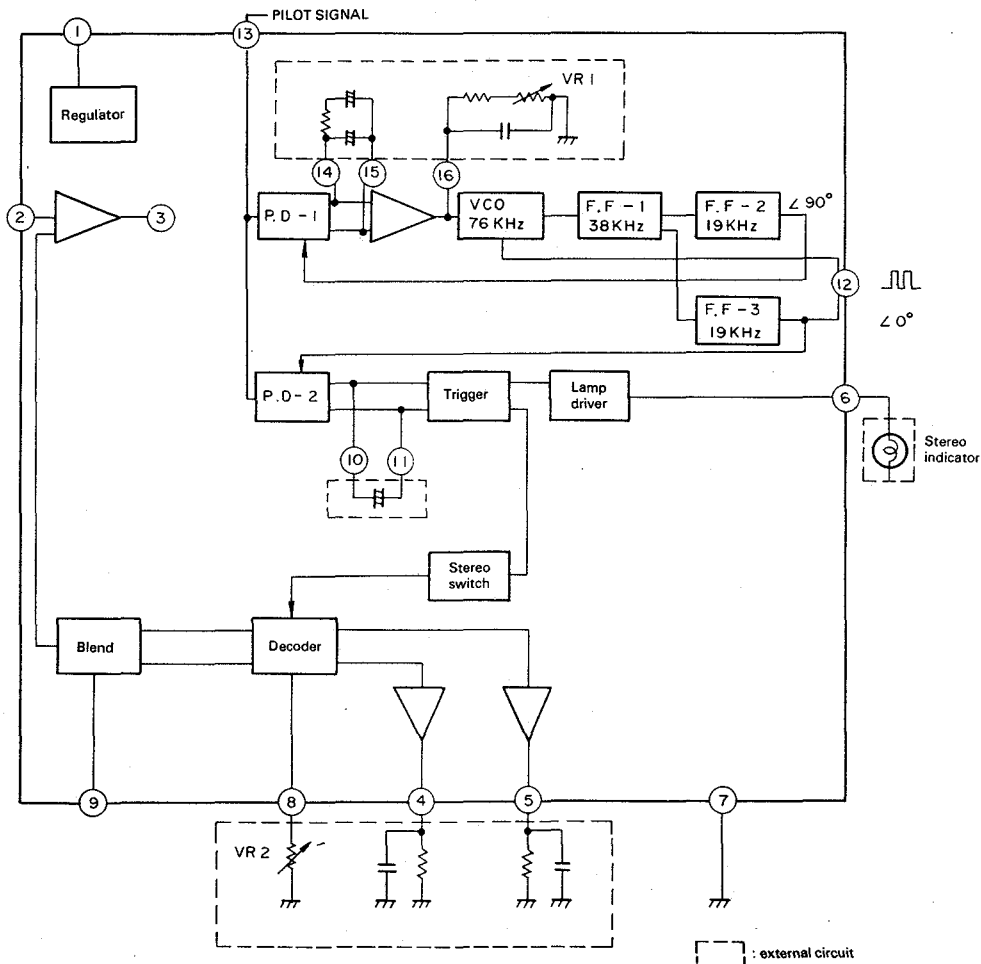 PILOT SIGNAL
1
13
Regulator
VR 1
14
15
16
2
3
P.D-1
VCO
76KHz
F.F-1
38KHz
F.F-2
19KHz
∠90°
12
∠0°
F.F-3
19KHz
P.D-2
Trigger
Lamp
driver
6
Stereo
indicator
10
11
Stereo
switch
Blend
Decoder
9
8
4
5
7
VR 2
: external circuit